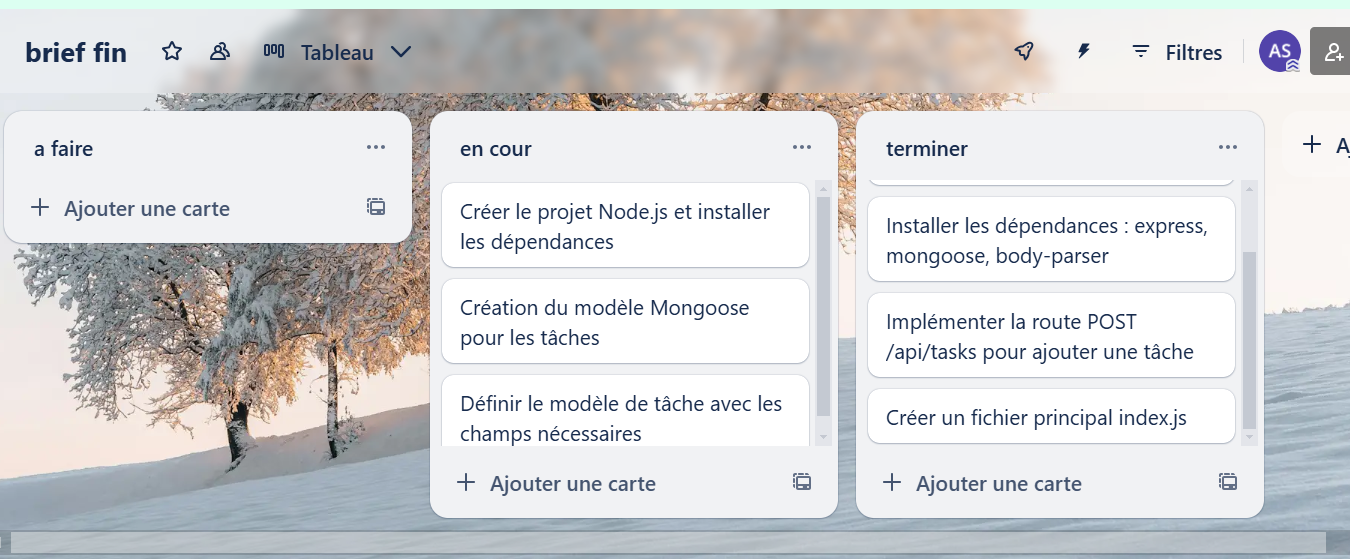 brief fin
Tableau
Filtres
AS
a faire
Ajouter une carte
en cour
Créer le projet Node.js et installer
les dépendances
Création du modèle Mongoose
pour les tâches
Définir le modèle de tâche avec les
champs nécessaires
Ajouter une carte
terminer
Installer les dépendances : express,
mongoose, body-parser
Implémenter la route POST
/api/tasks pour ajouter une tâche
Créer un fichier principal index.js
Ajouter une carte